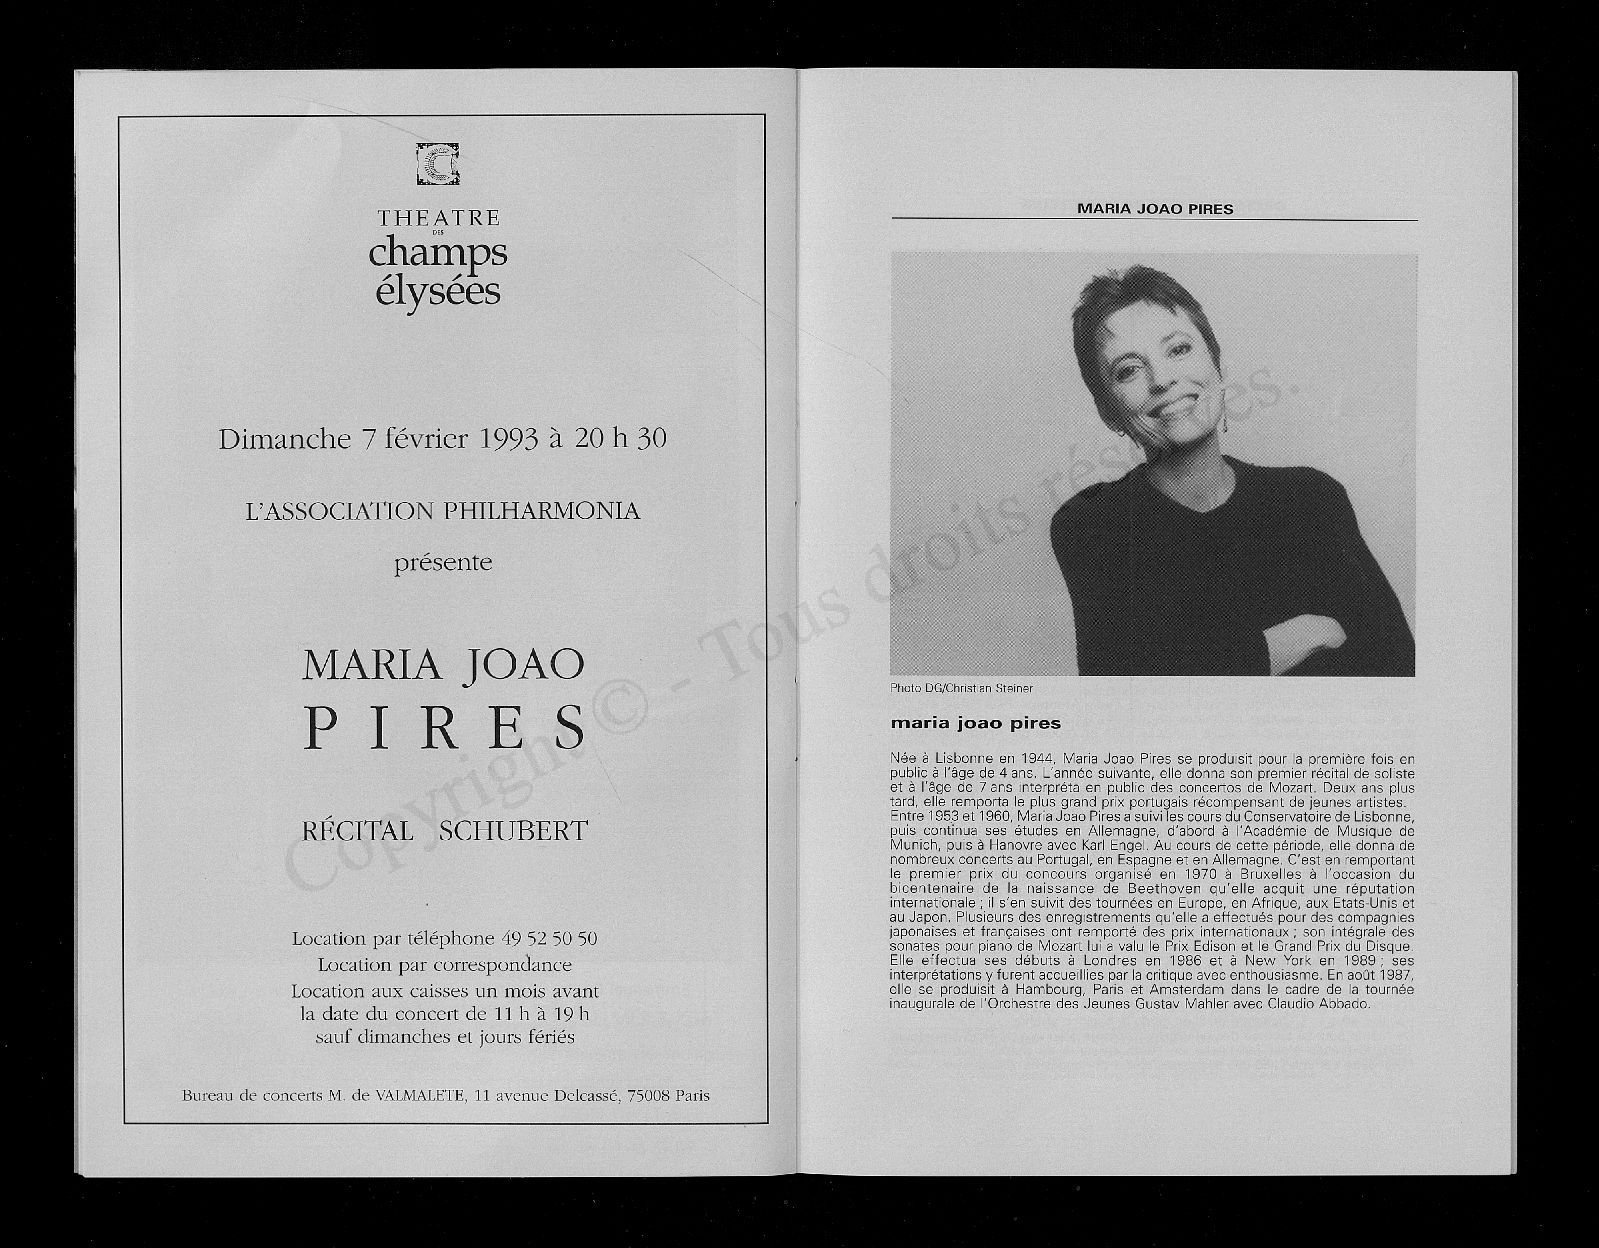 THEATRE
DES
champs
élysées
Dimanche 7 février 1993 à 20 h 30
L'ASSOCIATION PHILHARMONIA
présente
MARIA JOAO
PIRES
RÉCITAL SCHUBERT
Location par téléphone 49 52 50 50
Location par correspondance
Location aux caisses un mois avant
la date du concert de 11 h à 19 h
sauf dimanches et jours fériés
Bureau de concerts M. de VALMALETE, 11 avenue Delcassé, 75008 Paris
MARIA JOAO PIRES
Photo DG/Christian Steiner
maria joao pires
Née à Lisbonne en 1944, Maria Joao Pires se produisit pour la première fois en
public à l'âge de 4 ans. L'année suivante, elle donna son premier récital de soliste
et à l'âge de 7 ans interpréta en public des concertos de Mozart. Deux ans plus
tard, elle remporta le plus grand prix portugais récompensant de jeunes artistes.
Entre 1953 et 1960, Maria Joao Pires a suivi les cours du Conservatoire de Lisbonne,
puis continua ses études en Allemagne, d'abord à l'Académie de Musique de
Munich, puis à Hanovre avec Karl Engel. Au cours de cette période, elle donna de
nombreux concerts au Portugal, en Espagne et en Allemagne. C'est en remportant
le premier prix du concours organisé en 1970 à Bruxelles à l'occasion du
bicentenaire de la naissance de Beethoven qu'elle acquit une réputation
internationale ; il s'en suivit des tournées en Europe, en Afrique, aux Etats-Unis et
au Japon. Plusieurs des enregistrements qu'elle a effectués pour des compagnies
japonaises et françaises ont remporté des prix internationaux ; son intégrale des
sonates pour piano de Mozart lui a valu le Prix Edison et le Grand Prix du Disque.
Elle effectua ses débuts à Londres en 1986 et à New York en 1989 ; ses
interprétations y furent accueillies par la critique avec enthousiasme. En août 1987,
elle se produisit à Hambourg, Paris et Amsterdam dans le cadre de la tournée
inaugurale de l'Orchestre des Jeunes Gustav Mahler avec Claudio Abbado.
Copyright © - Tous droits réservés.